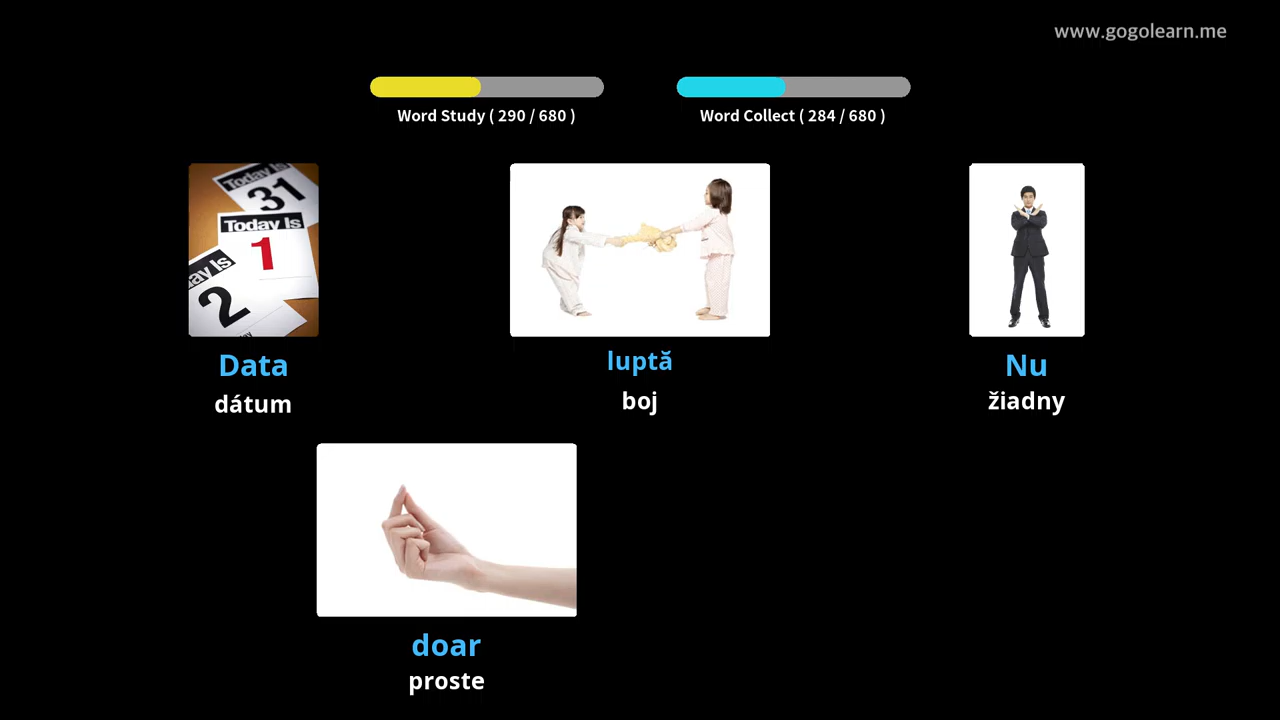 www.gogolearn.me
Word Study ( 290 / 680 )
Word Collect ( 284 / 680 )
Today Is
31
Today Is
1
ay Is
2
Data
dátum
luptă
boj
Nu
žiadny
doar
proste